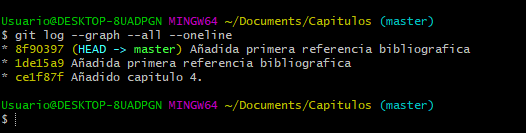 Usuario@DESKTOP-8UADPGN MINGW64 ~/Documents/Capitulos (master)
$ git log --graph --all --oneline
* 8f90397 (HEAD -> master) Añadida primera referencia bibliografica
* 1de15a9 Añadida primera referencia bibliografica
* ce1f87f Añadido capitulo 4.
Usuario@DESKTOP-8UADPGN MINGW64 ~/Documents/Capitulos (master)
$